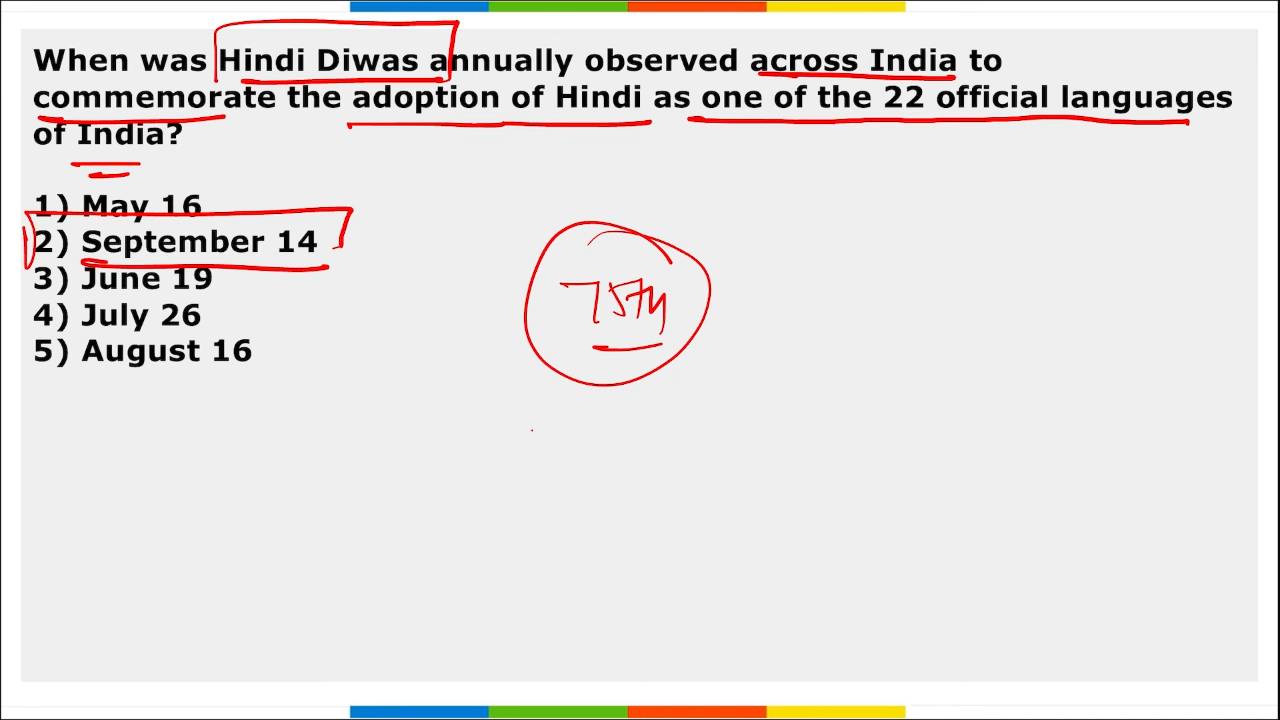 When was Hindi Diwas annually observed across India to
commemorate the adoption of Hindi as one of the 22 official languages
of India?
1) May 16
2) September 14
3) June 19
4) July 26
5) August 16
75th